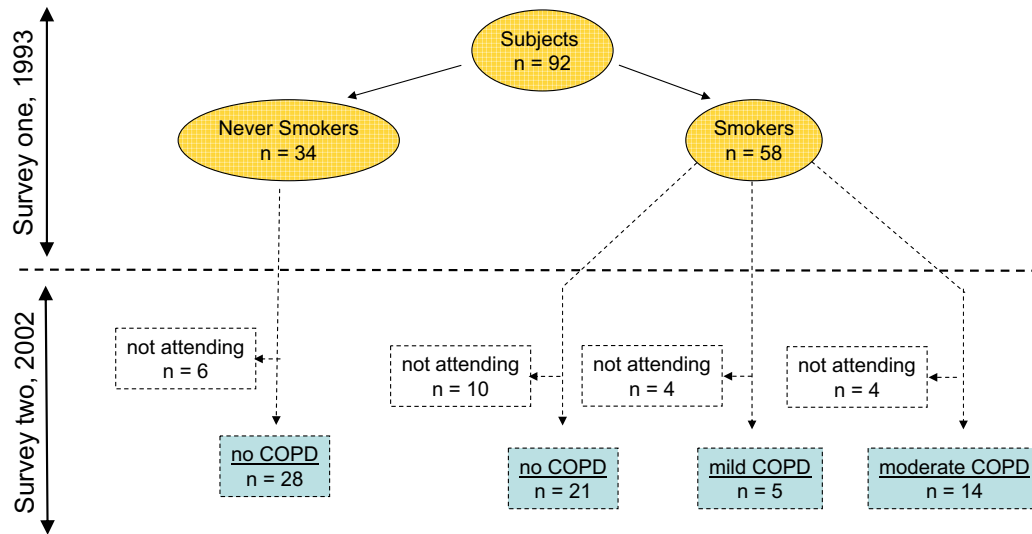 Survey one, 1993
Subjects
n = 92
Never Smokers
n = 34
Smokers
n = 58
Survey two, 2002
not attending
n = 6
not attending
n = 10
not attending
n = 4
not attending
n = 4
no COPD
n = 28
no COPD
n = 21
mild COPD
n = 5
moderate COPD
n = 14